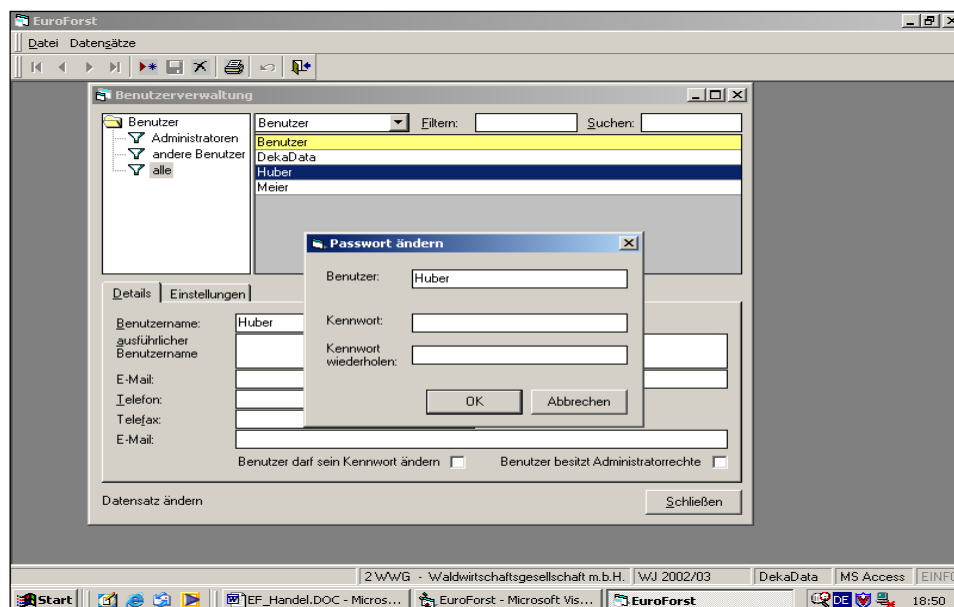 EuroForst
Datei Datensätze
Benutzerverwaltung
Benutzer
Administratoren
andere Benutzer
alle
Benutzer Filtern: Suchen:
Benutzer
DekaData
Huber
Meier
Passwort ändern
Benutzer: Huber
Kennwort:
Kennwort
wiederholen:
OK Abbrechen
Details Einstellungen
Benutzername: Huber
ausführlicher
Benutzername
E-Mail:
Telefon:
Telefax:
E-Mail:
Benutzer darf sein Kennwort ändern Benutzer besitzt Administratorrechte
Datensatz ändern Schließen
2 WWG - Waldwirtschaftsgesellschaft m.b.H. WJ 2002/03 DekaData MS Access EINFG
Start EF_Handel.DOC - Micros... EuroForst - Microsoft Vis... EuroForst DE 18:50